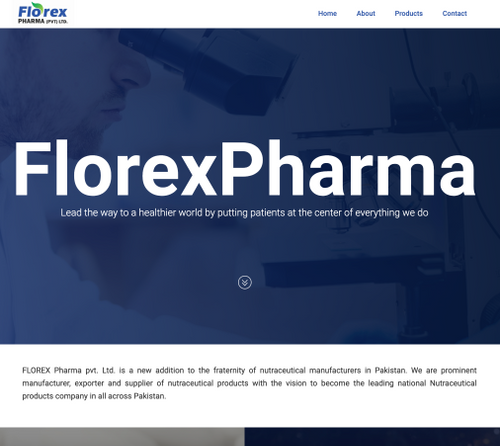 Florex
PHARMA (PVT) LTD.
Home About Products Contact
FlorexPharma
Lead the way to a healthier world by putting patients at the center of everything we do
FLOREX Pharma pvt. Ltd. is a new addition to the fraternity of nutraceutical manufacturers in Pakistan. We are prominent
manufacturer, exporter and supplier of nutraceutical products with the vision to become the leading national Nutraceutical
products company in all across Pakistan.